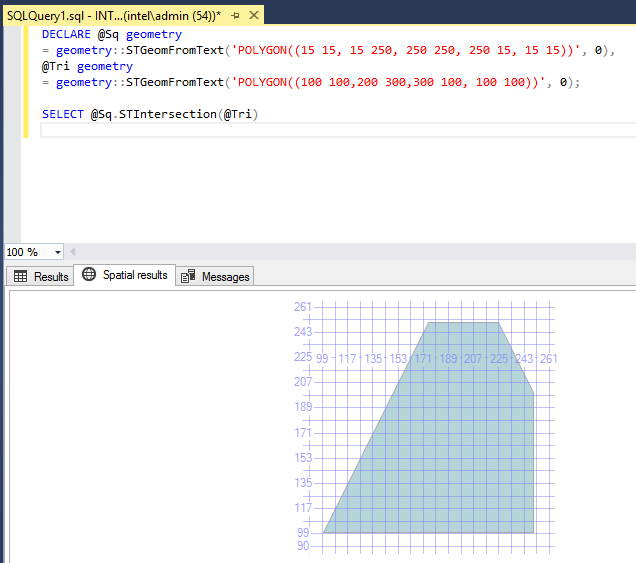 SQLQuery1.sql - INT...(intel\admin (54))*
DECLARE @Sq geometry
= geometry::STGeomFromText('POLYGON((15 15, 15 250, 250 250, 250 15, 15 15))', 0),
@Tri geometry
= geometry::STGeomFromText('POLYGON((100 100,200 300,300 100, 100 100))', 0);
SELECT @Sq.STIntersection(@Tri)
100 %
Results Spatial results Messages
261
243
225 99 117 135 153 171 189 207 225 243 261
207
189
171
153
135
117
99
90